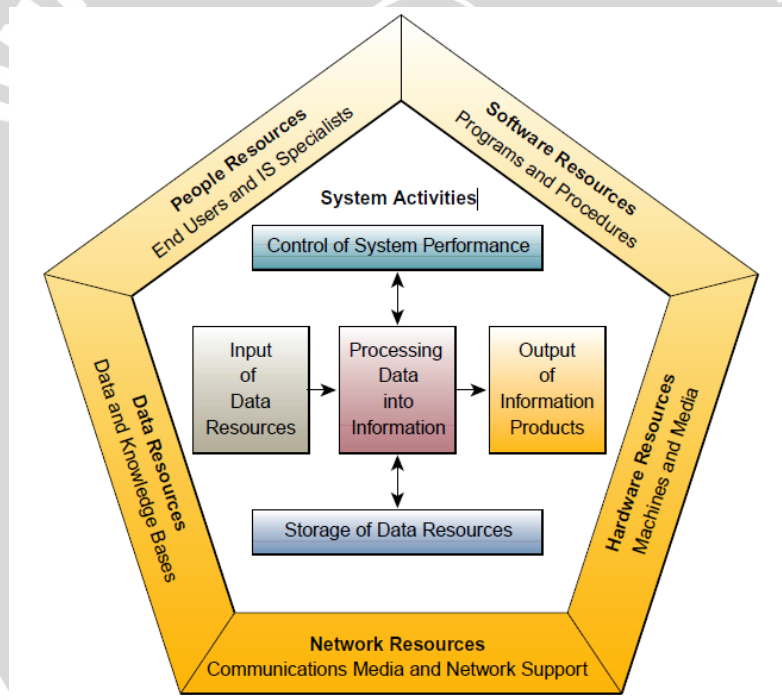 People Resources
End Users and IS Specialists
Software Resources
Programs and Procedures
System Activities
Control of System Performance
Input
of
Data
Resources
Processing
Data
into
Information
Output
of
Information
Products
Storage of Data Resources
Data Resources
Data and Knowledge Bases
Hardware Resources
Machines and Media
Network Resources
Communications Media and Network Support